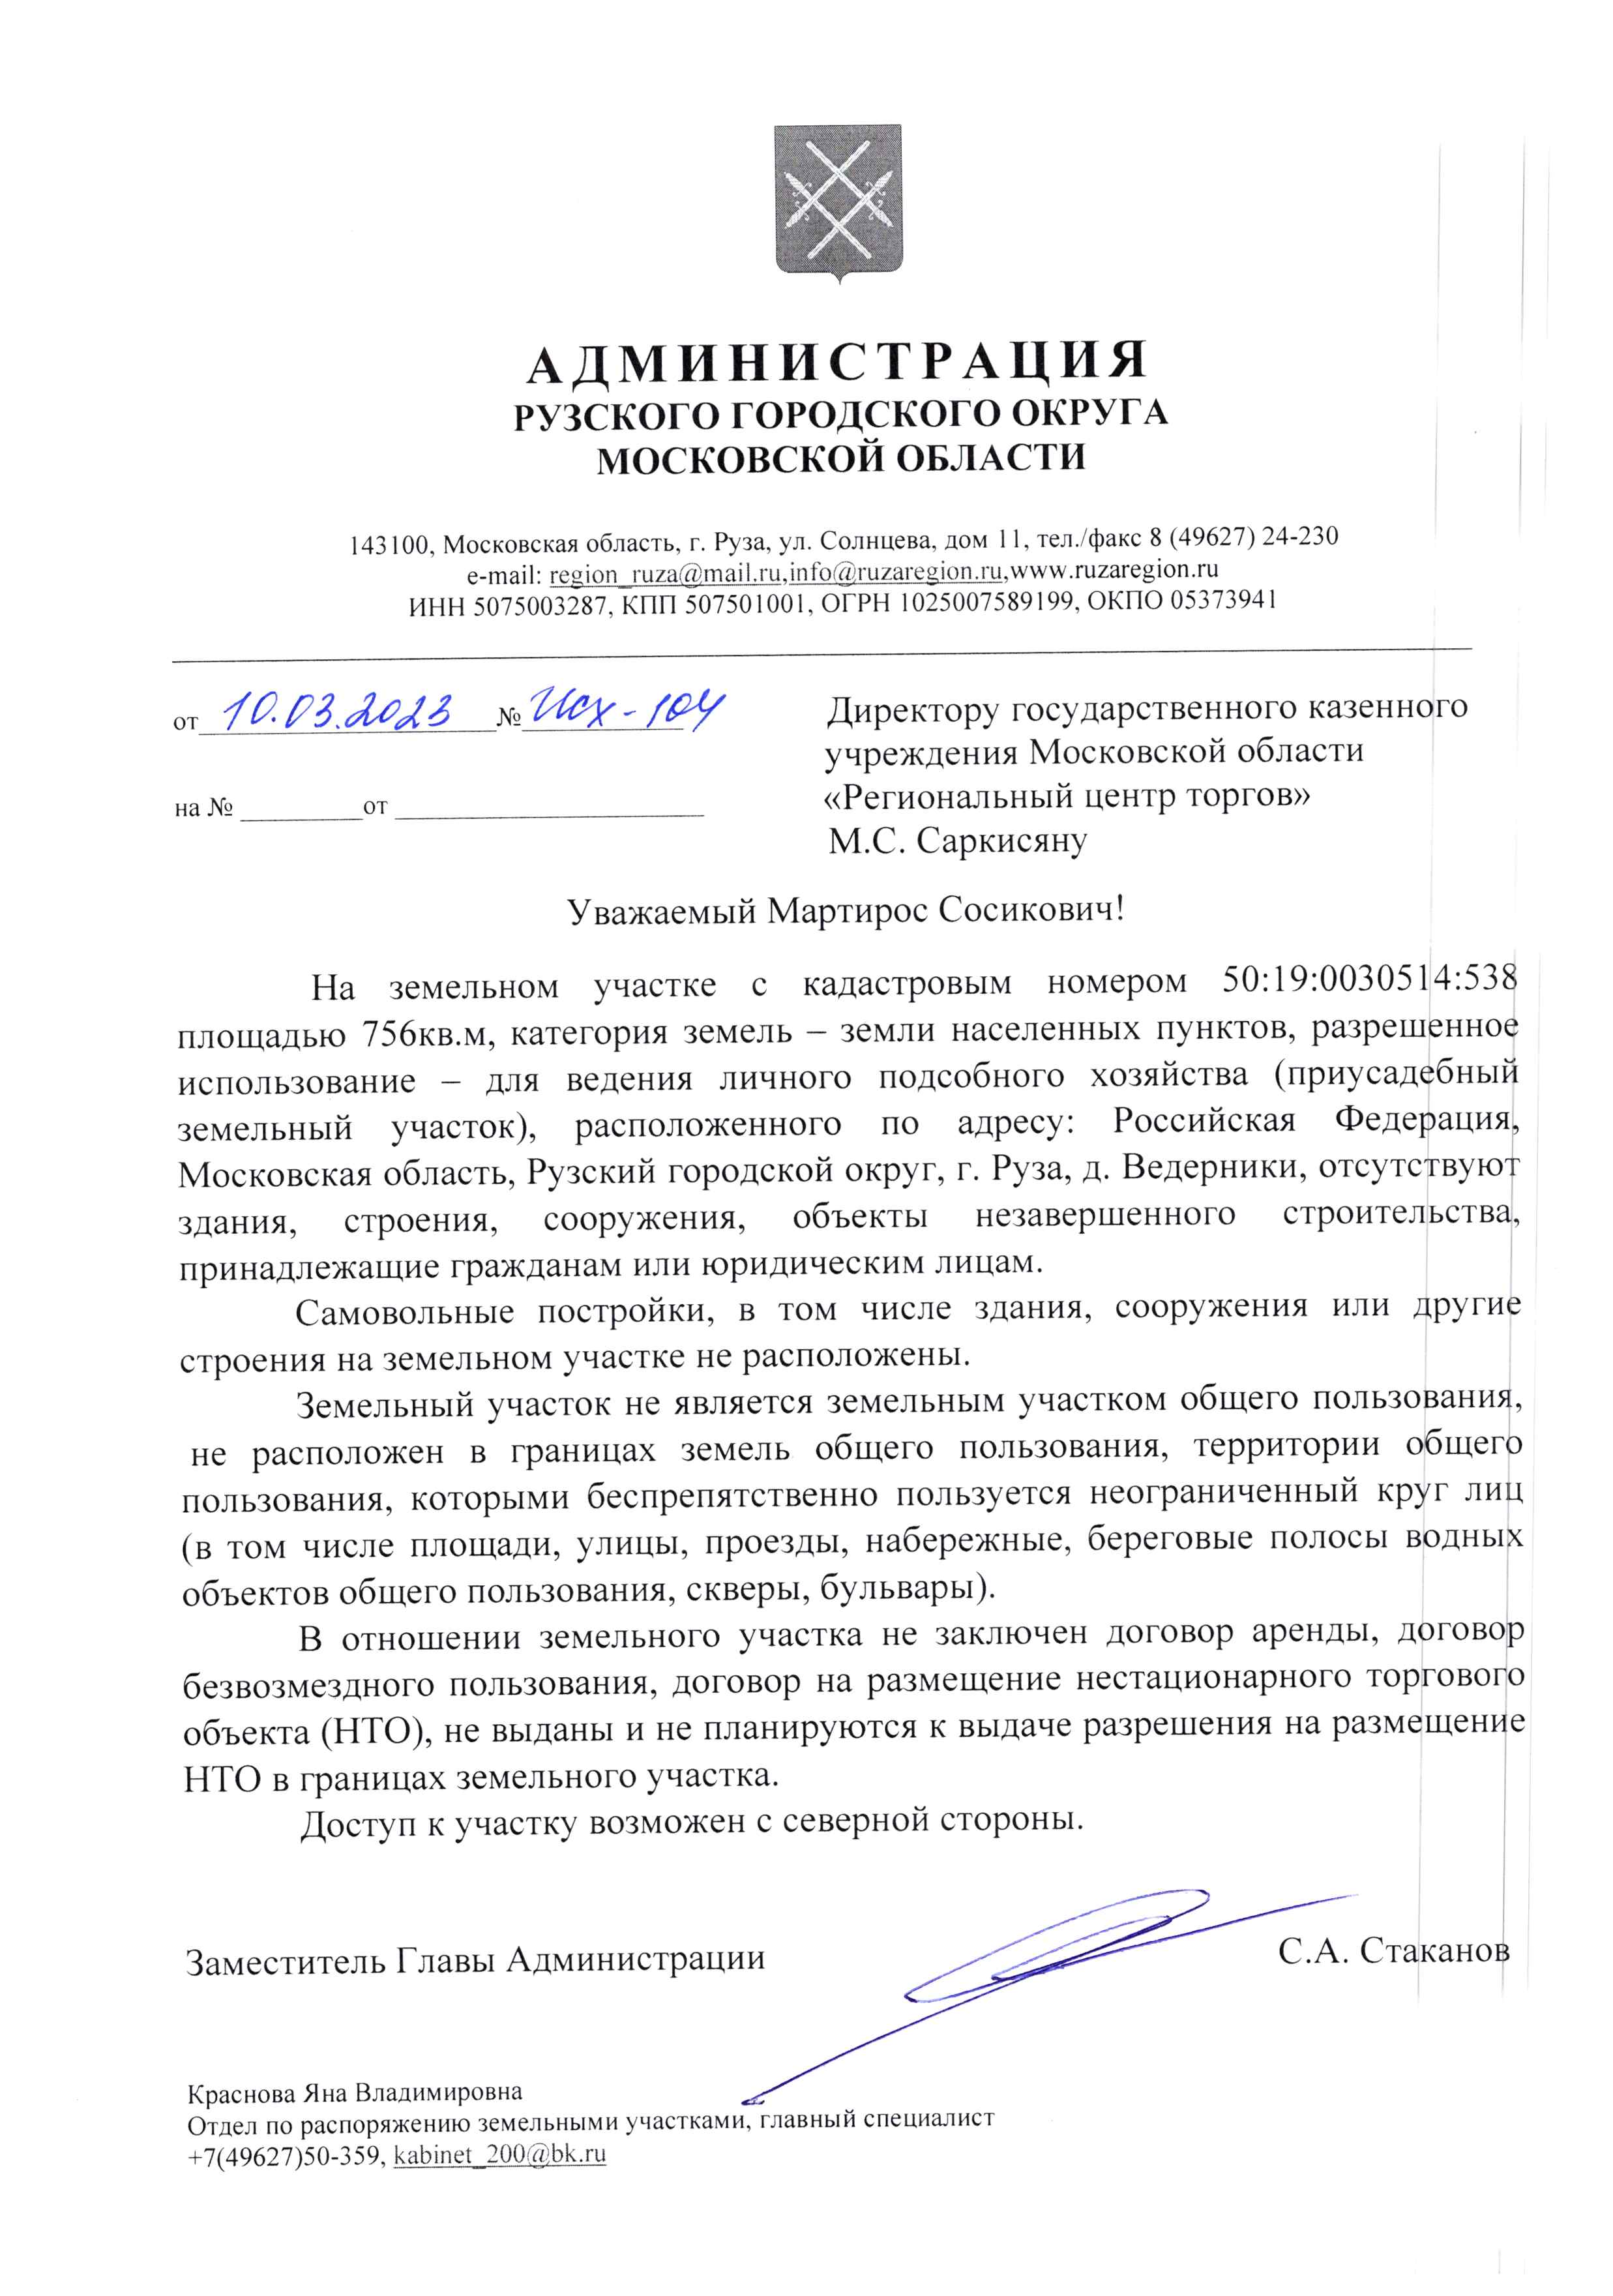 АДМИНИСТРАЦИЯ
РУЗСКОГО ГОРОДСКОГО ОКРУГА
МОСКОВСКОЙ ОБЛАСТИ
143100, Московская область, г. Руза, ул. Солнцева, дом 11, тел./факс 8 (49627) 24-230
e-mail: region_ruza@mail.ru,info@ruzaregion.ru,www.ruzaregion.ru
ИНН 5075003287, КПП 507501001, ОГРН 1025007589199, ОКПО 05373941
от 10.03.2023 № Исх-104
на № __________от
Директору государственного казенного
учреждения Московской области
«Региональный центр торгов»
М.С. Саркисяну
Уважаемый Мартирос Сосикович!
На земельном участке с кадастровым номером 50:19:0030514:538
площадью 756кв.м, категория земель – земли населенных пунктов, разрешенное
использование – для ведения личного подсобного хозяйства (приусадебный
земельный участок), расположенного по адресу: Российская Федерация,
Московская область, Рузский городской округ, г. Руза, д. Ведерники, отсутствуют
здания, строения, сооружения, объекты незавершенного строительства,
принадлежащие гражданам или юридическим лицам.
Самовольные постройки, в том числе здания, сооружения или другие
строения на земельном участке не расположены.
Земельный участок не является земельным участком общего пользования,
не расположен в границах земель общего пользования, территории общего
пользования, которыми беспрепятственно пользуется неограниченный круг лиц
(в том числе площади, улицы, проезды, набережные, береговые полосы водных
объектов общего пользования, скверы, бульвары).
В отношении земельного участка не заключен договор аренды, договор
безвозмездного пользования, договор на размещение нестационарного торгового
объекта (НТО), не выданы и не планируются к выдаче разрешения на размещение
НТО в границах земельного участка.
Доступ к участку возможен с северной стороны.
Заместитель Главы Администрации С.А. Стаканов
Краснова Яна Владимировна
Отдел по распоряжению земельными участками, главный специалист
+7(49627)50-359, kabinet_200@bk.ru